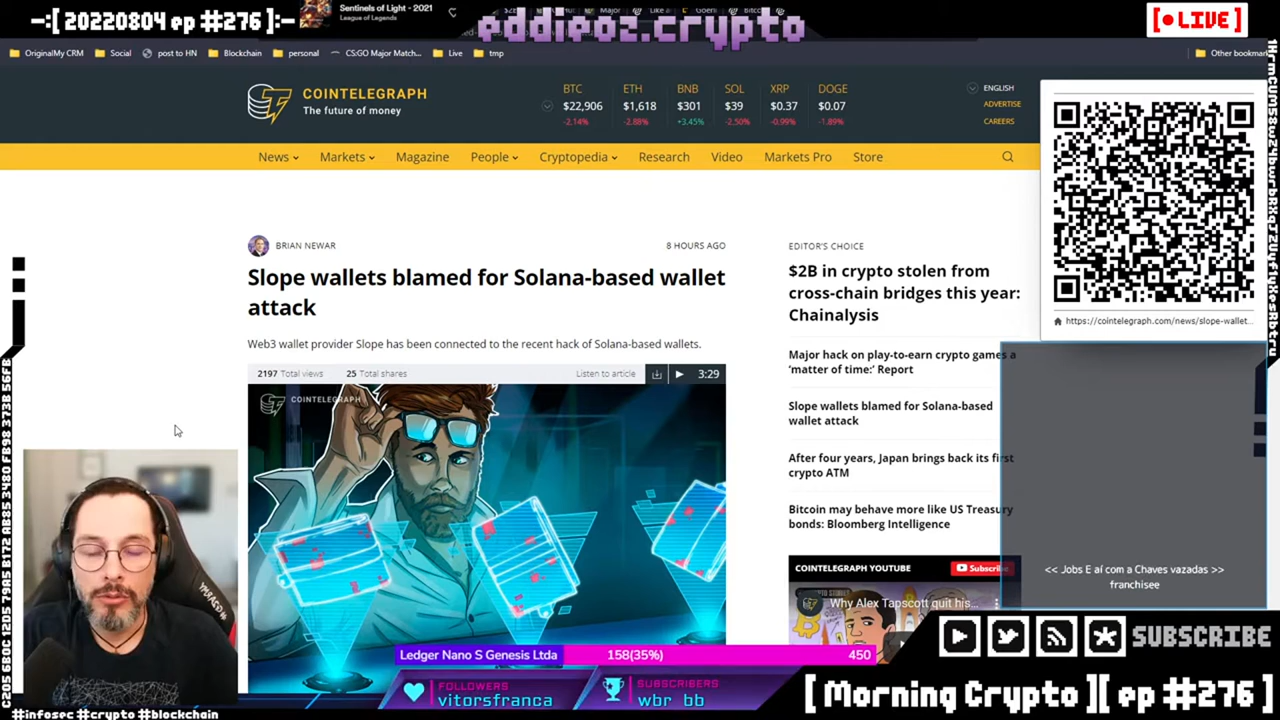 —:[ 20220804 ep #276 ]:—
Sentinels of Light - 2021
League of Legends
eddieoz.crypto
[● LIVE]
OriginalMy CRM
Social
post to HN
Blockchain
personal
CS:GO Major Match...
Live
tmp
Other bookmar
COINTELEGRAPH
The future of money
BTC ETH BNB SOL XRP DOGE
$22,906 $1,618 $301 $39 $0.37 $0.07
-2.14% -2.88% +3.45% -2.50% -0.99% -1.89%
ENGLISH
ADVERTISE
CAREERS
News Markets Magazine People Cryptopedia Research Video Markets Pro Store
BRIAN NEWAR
8 HOURS AGO
Slope wallets blamed for Solana-based wallet
attack
Web3 wallet provider Slope has been connected to the recent hack of Solana-based wallets.
2197 Total views 25 Total shares Listen to article 3:29
COINTELEGRAPH
EDITOR'S CHOICE
$2B in crypto stolen from
cross-chain bridges this year:
Chainalysis
Major hack on play-to-earn crypto games a
‘matter of time:’ Report
Slope wallets blamed for Solana-based
wallet attack
After four years, Japan brings back its first
crypto ATM
Bitcoin may behave more like US Treasury
bonds: Bloomberg Intelligence
COINTELEGRAPH YOUTUBE
Subscribe
Why Alex Tapscott quit his...
https://cointelegraph.com/news/slope-wallet...
<< Jobs E aí com a Chaves vazadas >>
franchisee
SUBSCRIBE
Ledger Nano S Genesis Ltda 158(35%) 450
FOLLOWERS
vitorsfranca
SUBSCRIBERS
wbr_bb
[ Morning Crypto ][ ep #276 ]
#infosec #crypto #blockchain